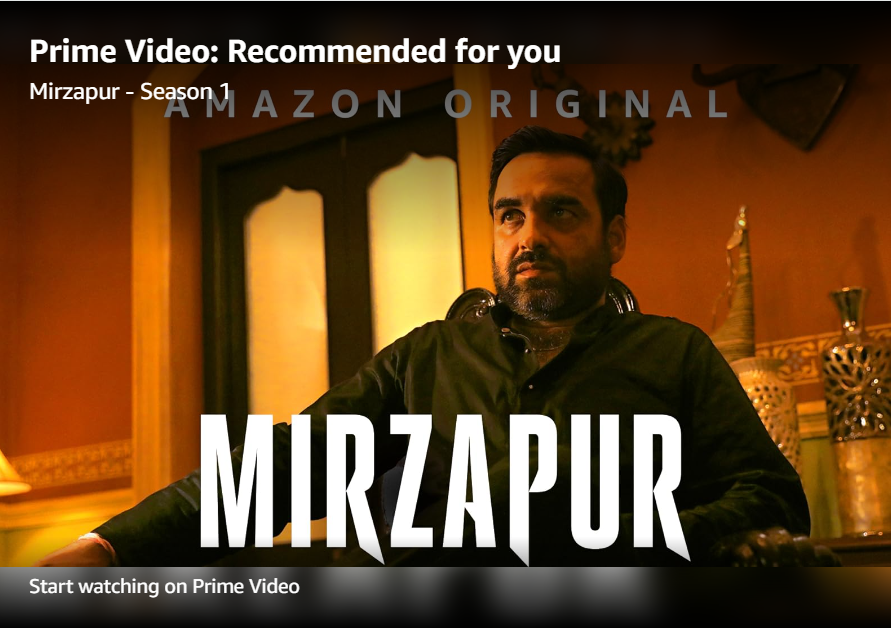 Prime Video: Recommended for you
Mirzapur - Season 1
AMAZON ORIGINAL
MIRZAPUR
Start watching on Prime Video